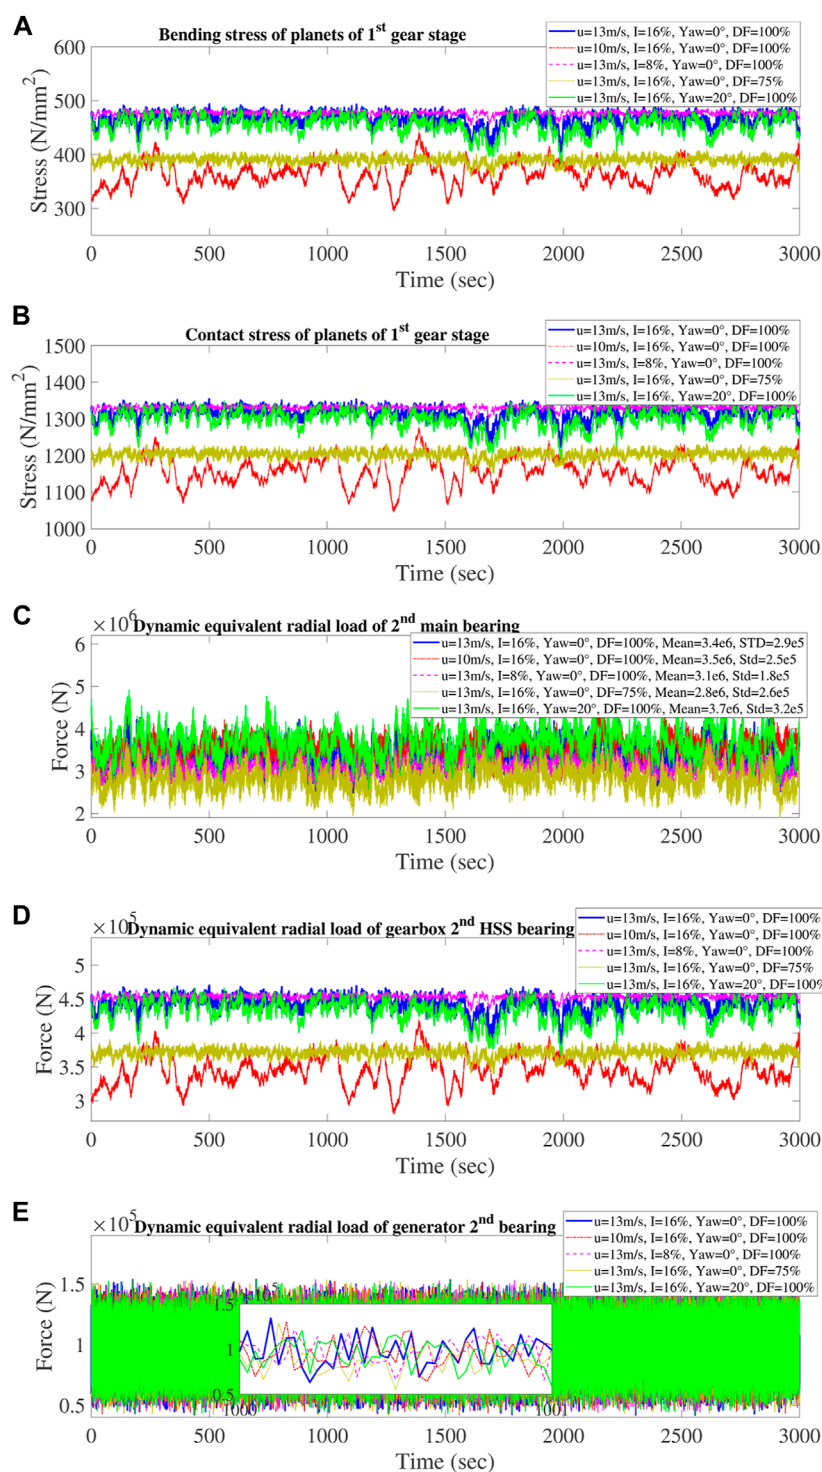 A
Bending stress of planets of 1st gear stage
u=13m/s, I=16%, Yaw=0°, DF=100%
u=10m/s, I=16%, Yaw=0°, DF=100%
u=13m/s, I=8%, Yaw=0°, DF=100%
u=13m/s, I=16%, Yaw=0°, DF=75%
u=13m/s, I=16%, Yaw=20°, DF=100%
Stress (N/mm2)
600
500
400
300
0 500 1000 1500 2000 2500 3000
Time (sec)
B
Contact stress of planets of 1st gear stage
u=13m/s, I=16%, Yaw=0°, DF=100%
u=10m/s, I=16%, Yaw=0°, DF=100%
u=13m/s, I=8%, Yaw=0°, DF=100%
u=13m/s, I=16%, Yaw=0°, DF=75%
u=13m/s, I=16%, Yaw=20°, DF=100%
Stress (N/mm2)
1500
1400
1300
1200
1100
1000
0 500 1000 1500 2000 2500 3000
Time (sec)
C
×106
Dynamic equivalent radial load of 2nd main bearing
u=13m/s, I=16%, Yaw=0°, DF=100%, Mean=3.4e6, STD=2.9e5
u=10m/s, I=16%, Yaw=0°, DF=100%, Mean=3.5e6, Std=2.5e5
u=13m/s, I=8%, Yaw=0°, DF=100%, Mean=3.1e6, Std=1.8e5
u=13m/s, I=16%, Yaw=0°, DF=75%, Mean=2.8e6, Std=2.6e5
u=13m/s, I=16%, Yaw=20°, DF=100%, Mean=3.7e6, Std=3.2e5
Force (N)
6
5
4
3
2
0 500 1000 1500 2000 2500 3000
Time (sec)
D
×105
Dynamic equivalent radial load of gearbox 2nd HSS bearing
u=13m/s, I=16%, Yaw=0°, DF=100%
u=10m/s, I=16%, Yaw=0°, DF=100%
u=13m/s, I=8%, Yaw=0°, DF=100%
u=13m/s, I=16%, Yaw=0°, DF=75%
u=13m/s, I=16%, Yaw=20°, DF=100%
Force (N)
5
4.5
4
3.5
3
0 500 1000 1500 2000 2500 3000
Time (sec)
E
×105
Dynamic equivalent radial load of generator 2nd bearing
u=13m/s, I=16%, Yaw=0°, DF=100%
u=10m/s, I=16%, Yaw=0°, DF=100%
u=13m/s, I=8%, Yaw=0°, DF=100%
u=13m/s, I=16%, Yaw=0°, DF=75%
u=13m/s, I=16%, Yaw=20°, DF=100%
Force (N)
1.5
1
0.5
1.5
1
0.5
1000 1001
0 500 1000 1500 2000 2500 3000
Time (sec)